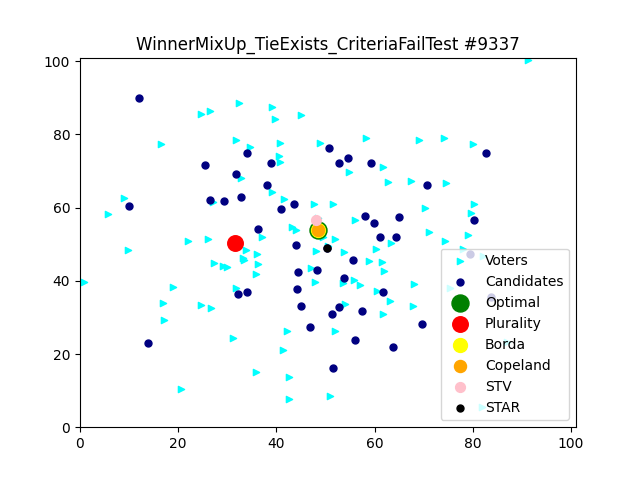 WinnerMixUp_TieExists_CriteriaFailTest #9337
100
80
60
40
20
0
0 20 40 60 80 100
Voters
Candidates
Optimal
Plurality
Borda
Copeland
STV
STAR